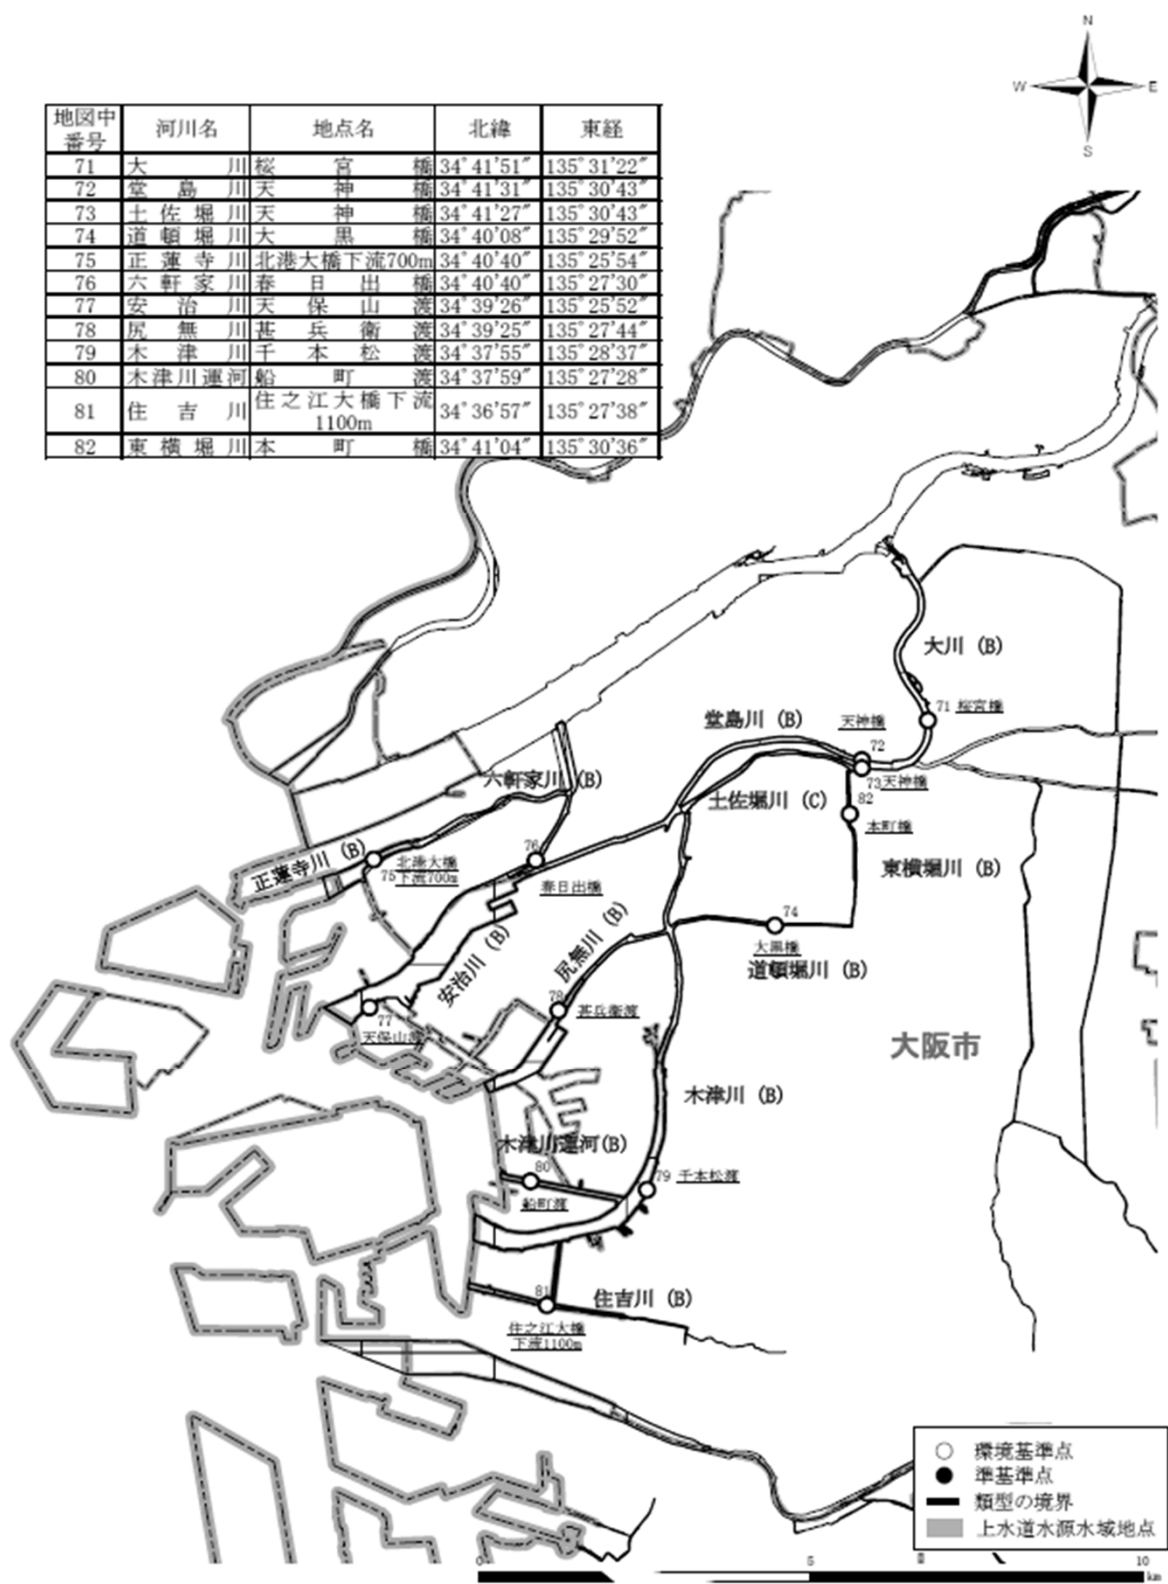 N
W E
S
地図中番号 河川名 地点名 北緯 東経
71 大川 桜宮橋 34°41'51" 135°31'22"
72 堂島川 天神橋 34°41'31" 135°30'43"
73 土佐堀川 天神橋 34°41'27" 135°30'43"
74 道頓堀川 大黒橋 34°40'08" 135°29'52"
75 正蓮寺川 北港大橋下流700m 34°40'40" 135°25'54"
76 六軒家川 春日出橋 34°40'40" 135°27'30"
77 安治川 天保山渡 34°39'26" 135°25'52"
78 尻無川 甚兵衛渡 34°39'25" 135°27'44"
79 木津川 千本松渡 34°37'55" 135°28'37"
80 木津川運河 船町渡 34°37'59" 135°27'28"
81 住吉川 住之江大橋下流1100m 34°36'57" 135°27'38"
82 東横堀川 本町橋 34°41'04" 135°30'36"
大川 (B)
71 桜宮橋
堂島川 (B)
天神橋
72
73天神橋
六軒家川 (B)
土佐堀川 (C)
82
本町橋
正蓮寺川 (B)
75
北港大橋
下流700m
76
春日出橋
東横堀川 (B)
74
大黒橋
道頓堀川 (B)
安治川 (B)
尻無川 (B)
78
甚兵衛渡
77
天保山渡
大阪市
木津川 (B)
木津川運河(B)
80
船町渡
79 千本松渡
81
住吉川 (B)
住之江大橋
下流1100m
環境基準点
準基準点
類型の境界
上水道水源水域地点
0 5 8 10
km